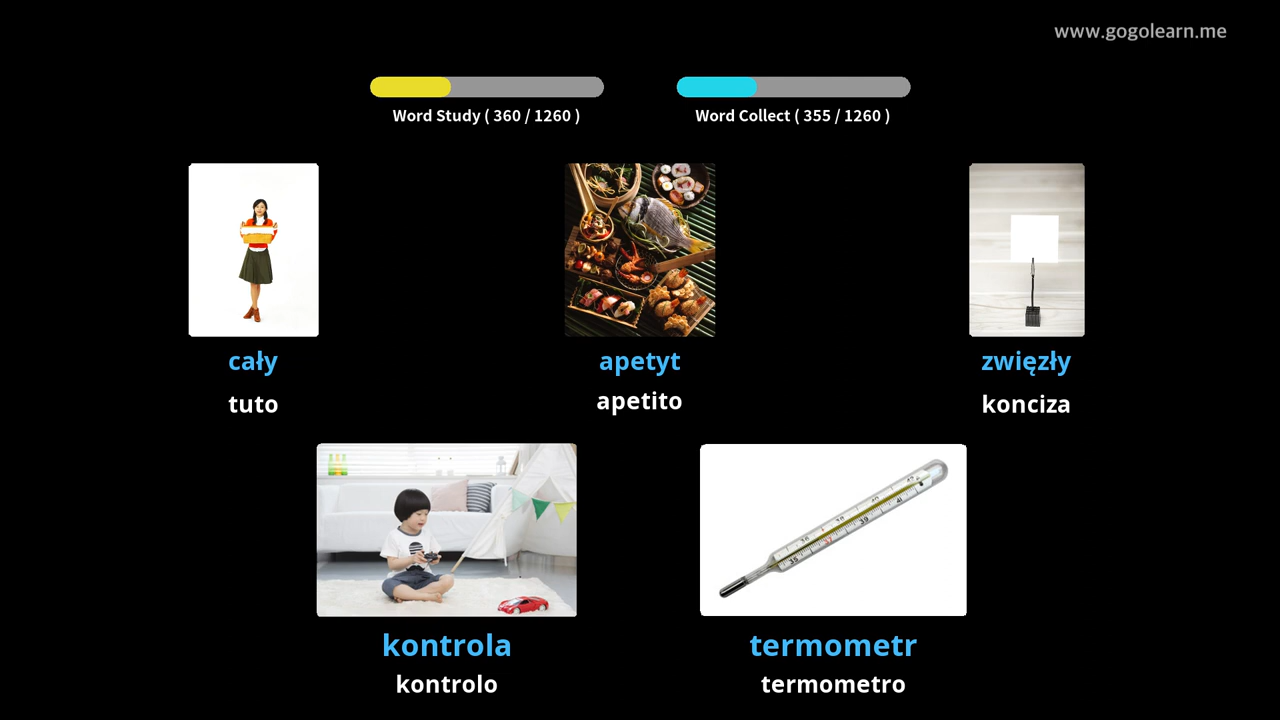 www.gogolearn.me
Word Study ( 360 / 1260 )
Word Collect ( 355 / 1260 )
cały
apetyt
zwięzły
tuto
apetito
konciza
kontrola
termometr
kontrolo
termometro